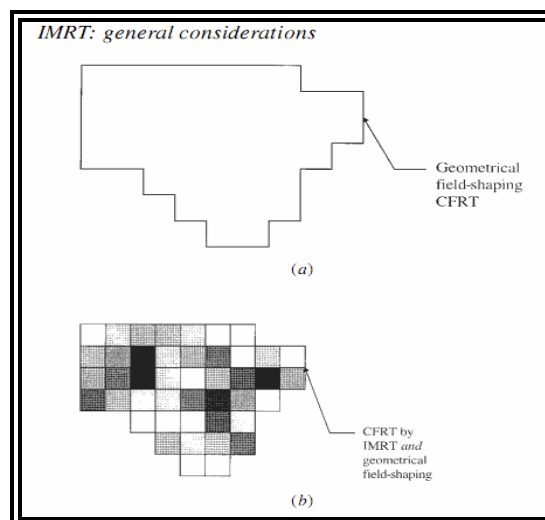 IMRT: general considerations
Geometrical
field-shaping
CFRT
(a)
CFRT by
IMRT and
geometrical
field-shaping
(b)